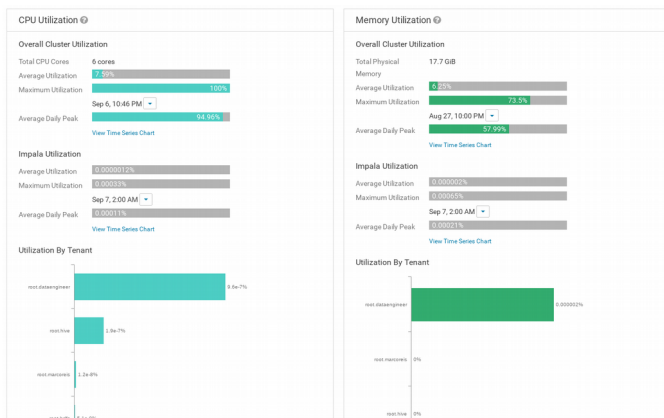 CPU Utilization
Overall Cluster Utilization
Total CPU Cores 6 cores
Average Utilization 7.59%
Maximum Utilization 100%
Sep 6, 10:46 PM
Average Daily Peak 94.96%
View Time Series Chart
Impala Utilization
Average Utilization 0.0000012%
Maximum Utilization 0.00033%
Sep 7, 2:00 AM
Average Daily Peak 0.00011%
View Time Series Chart
Utilization By Tenant
root.dataengineer 9.6e-7%
root.hive 1.9e-7%
root.marcoreis 1.2e-8%
Memory Utilization
Overall Cluster Utilization
Total Physical Memory 17.7 GiB
Average Utilization 6.25%
Maximum Utilization 73.5%
Aug 27, 10:00 PM
Average Daily Peak 57.99%
View Time Series Chart
Impala Utilization
Average Utilization 0.000002%
Maximum Utilization 0.00065%
Sep 7, 2:00 AM
Average Daily Peak 0.00021%
View Time Series Chart
Utilization By Tenant
root.dataengineer 0.000002%
root.marcoreis 0%
root.hive 0%